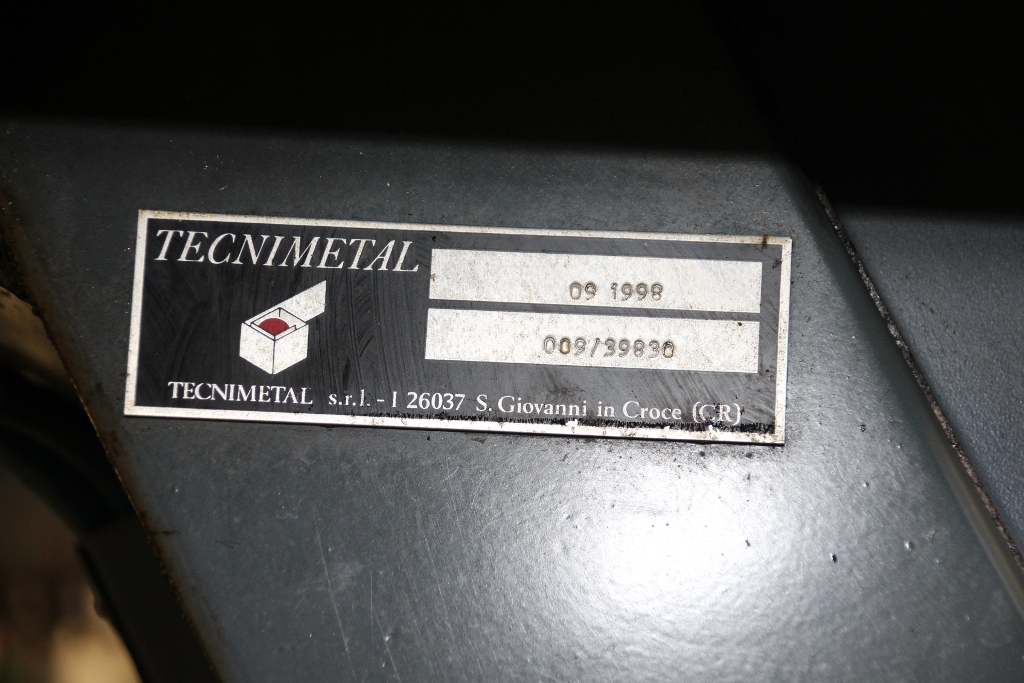 TECNIMETAL
09 1998
009/39830
TECNIMETAL s.r.l. - I 26037 S. Giovanni in Croce (CR)